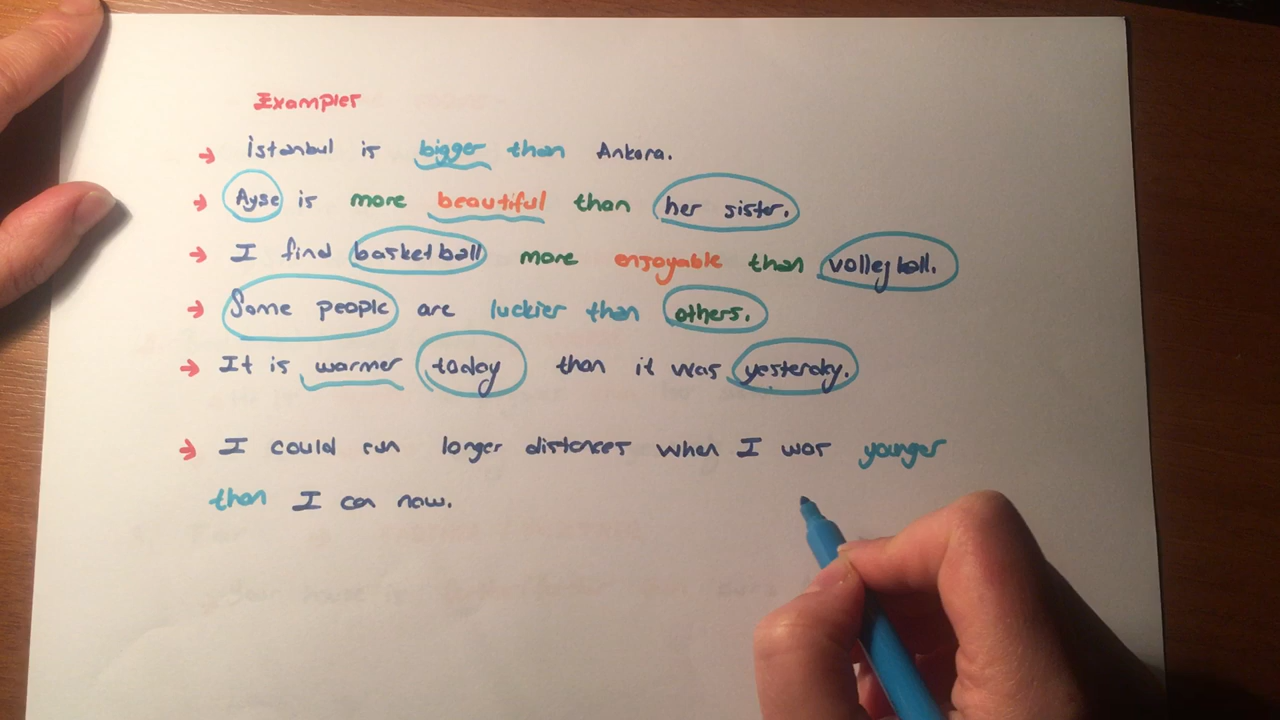 Examples
→ İstanbul is bigger than Ankara.
→ Ayse is more beautiful than her sister.
→ I find basketball more enjoyable than volleyball.
→ Some people are luckier than others.
→ It is warmer today than it was yesterday.
→ I could run longer distances when I was younger
than I can now.